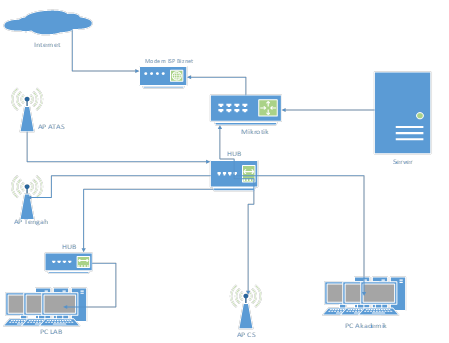 Internet
Modem ISP Biznet
AP ATAS
Mikrotik
HUB
Server
AP Tengah
HUB
PC LAB
AP CS
PC Akademik